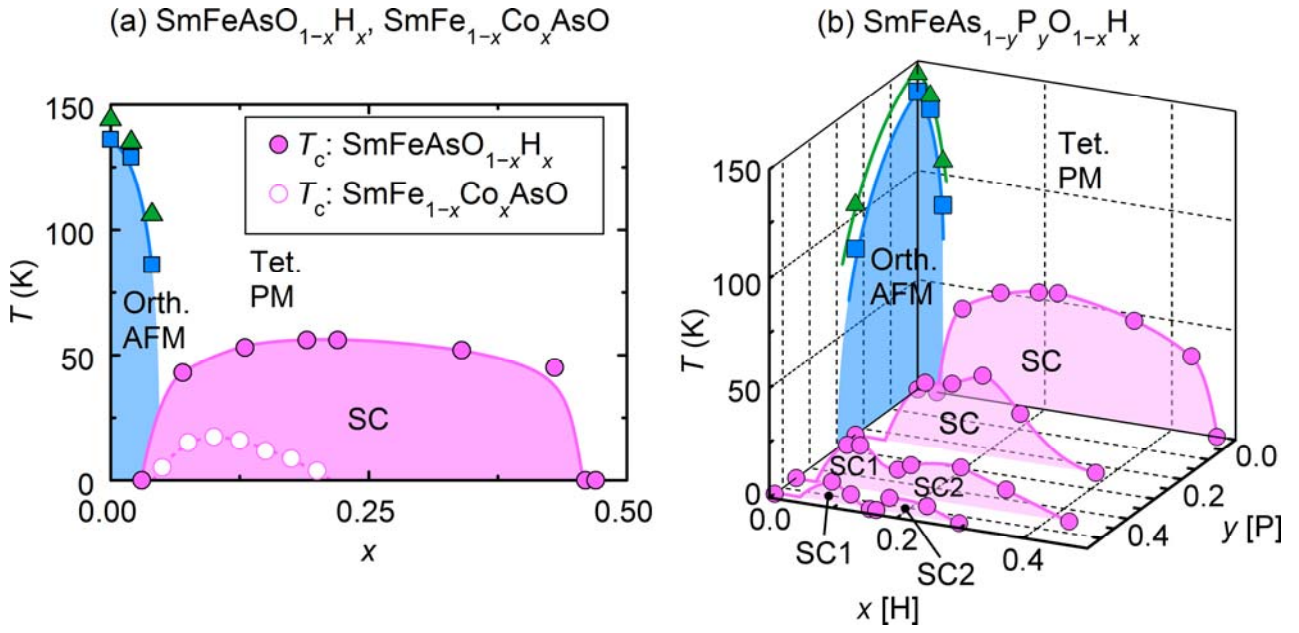 (a) SmFeAsO1−xHx, SmFe1−xCoxAsO
150
100
50
0
T (K)
Tc: SmFeAsO1−xHx
Tc: SmFe1−xCoxAsO
Tet.
PM
Orth.
AFM
SC
0.00
0.25
0.50
x
(b) SmFeAs1−yPyO1−xHx
150
100
50
0
T (K)
Tet.
PM
Orth.
AFM
SC
SC
SC1
SC2
SC1
SC2
0.0
0.2
0.4
x [H]
0.0
0.2
0.4
y [P]